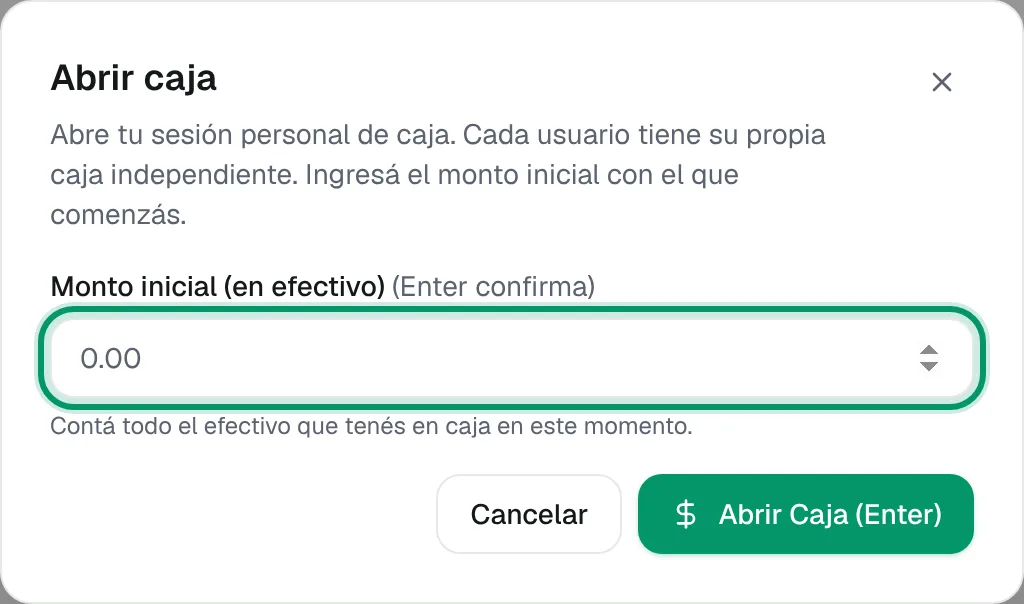 Abrir caja
Abre tu sesión personal de caja. Cada usuario tiene su propia
caja independiente. Ingresá el monto inicial con el que
comenzás.
Monto inicial (en efectivo) (Enter confirma)
0.00
Contá todo el efectivo que tenés en caja en este momento.
Cancelar
$ Abrir Caja (Enter)